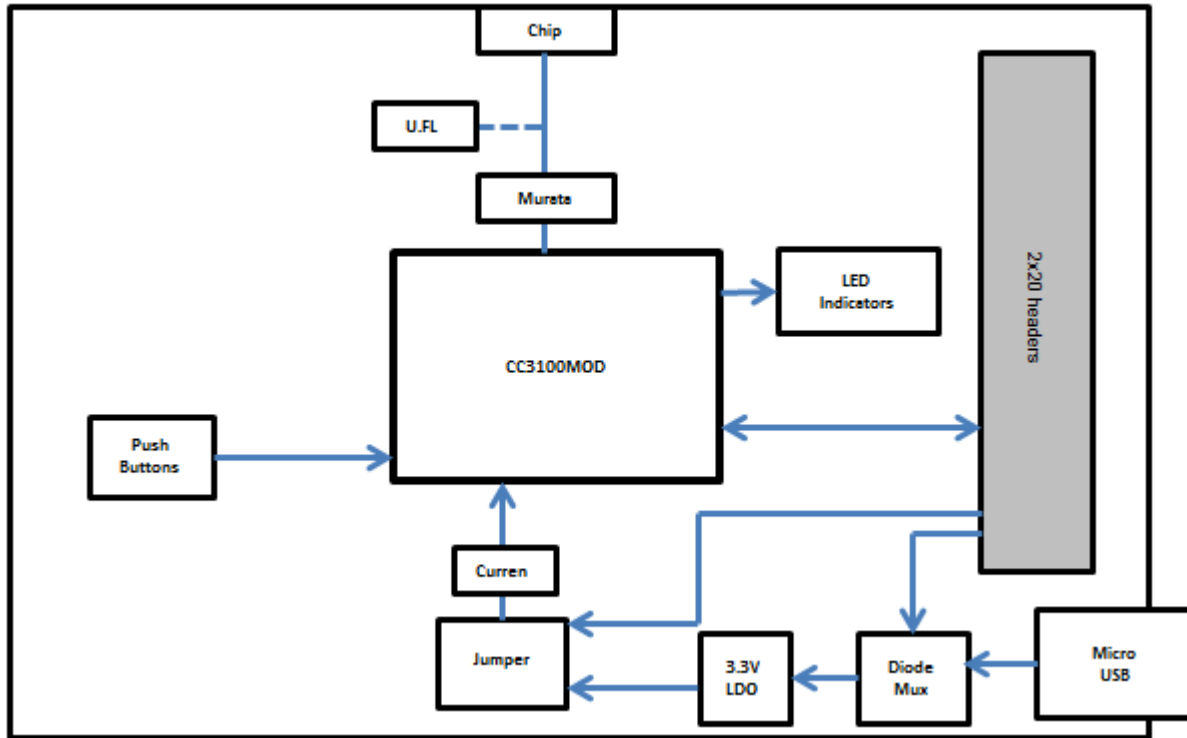 Chip
U.FL
Murata
2x20 headers
LED
Indicators
CC3100MOD
Push
Buttons
Curren
Jumper
3.3V
LDO
Diode
Mux
Micro
USB